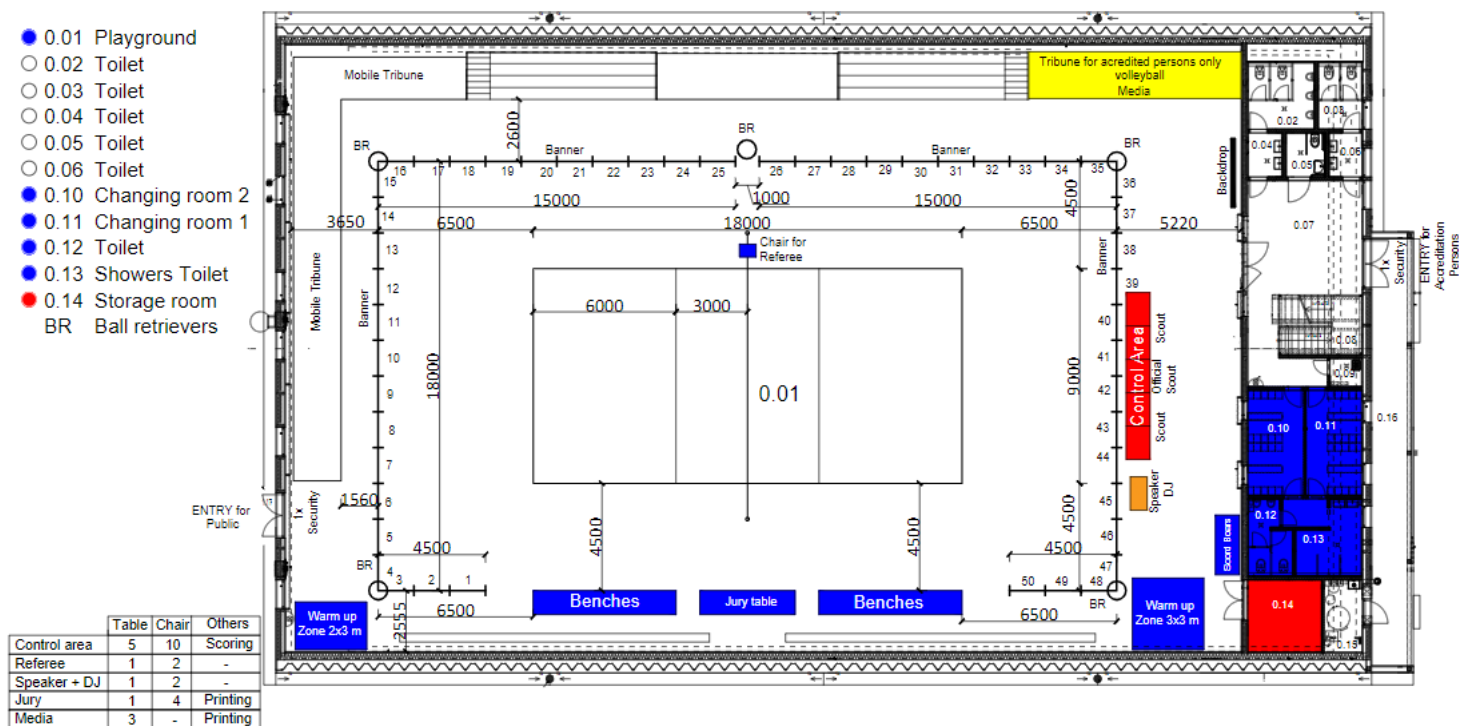 0.01 Playground
0.02 Toilet
0.03 Toilet
0.04 Toilet
0.05 Toilet
0.06 Toilet
0.10 Changing room 2
0.11 Changing room 1
0.12 Toilet
0.13 Showers Toilet
0.14 Storage room
BR Ball retrievers
Mobile Tribune
Tribune for acredited persons only
volleyball
Media
2600
BR
BR
BR
Banner
Banner
16 17 18 19 20 21 22 23 24 25
26 27 28 29 30 31 32 33 34 35
15
14
13
12
11
10
9
8
7
6
5
4
36
37
38
39
40
41
42
43
44
45
46
47
15000
1000
15000
4500
3650
6500
18000
6500
5220
Chair for
Referee
Mobile Tribune
Banner
Banner
Backdrop
18000
6000
3000
0.01
9000
Control Area
Scout
Official
Scout
Scout
Speaker
DJ
0.02
0.03
0.04
0.05
0.06
0.07
0.08
0.09
0.10
0.11
0.12
0.13
0.14
0.15
0.16
1x
Security
ENTRY for
Accreditation
Persons
ENTRY for
Public
1x
Security
1560
4500
4500
4500
4500
4500
BR
3 2 1
50 49 48
BR
6500
6500
2555
Benches
Jury table
Benches
Warm up
Zone 2x3 m
Warm up
Zone 3x3 m
Table Chair Others
Control area 5 10 Scoring
Referee 1 2 -
Speaker + DJ 1 2 -
Jury 1 4 Printing
Media 3 - Printing